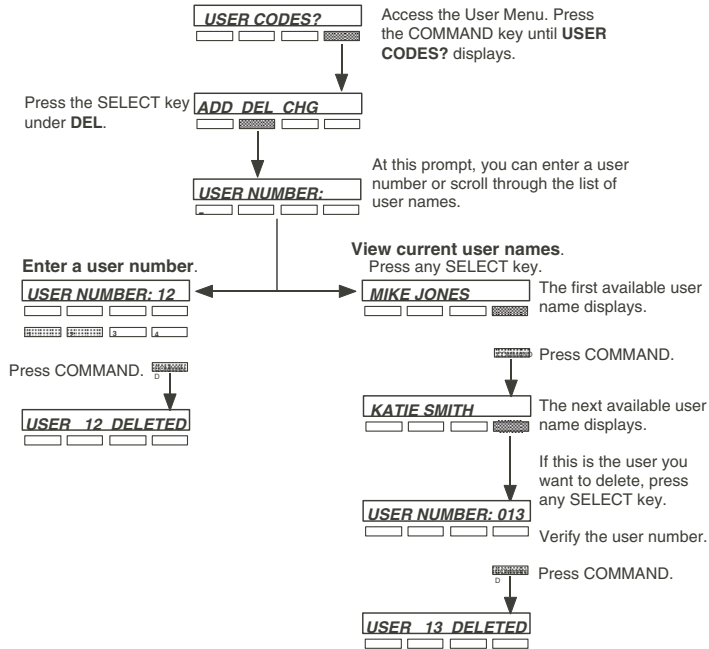 USER CODES?
Access the User Menu. Press
the COMMAND key until USER
CODES? displays.
Press the SELECT key
under DEL.
ADD DEL CHG
At this prompt, you can enter a user
number or scroll through the list of
user names.
USER NUMBER:
–
Enter a user number.
USER NUMBER: 12
3 4
Press COMMAND.
D
USER 12 DELETED
View current user names.
Press any SELECT key.
MIKE JONES
The first available user
name displays.
Press COMMAND.
KATIE SMITH
The next available user
name displays.
If this is the user you
want to delete, press
any SELECT key.
USER NUMBER: 013
Verify the user number.
Press COMMAND.
D
USER 13 DELETED